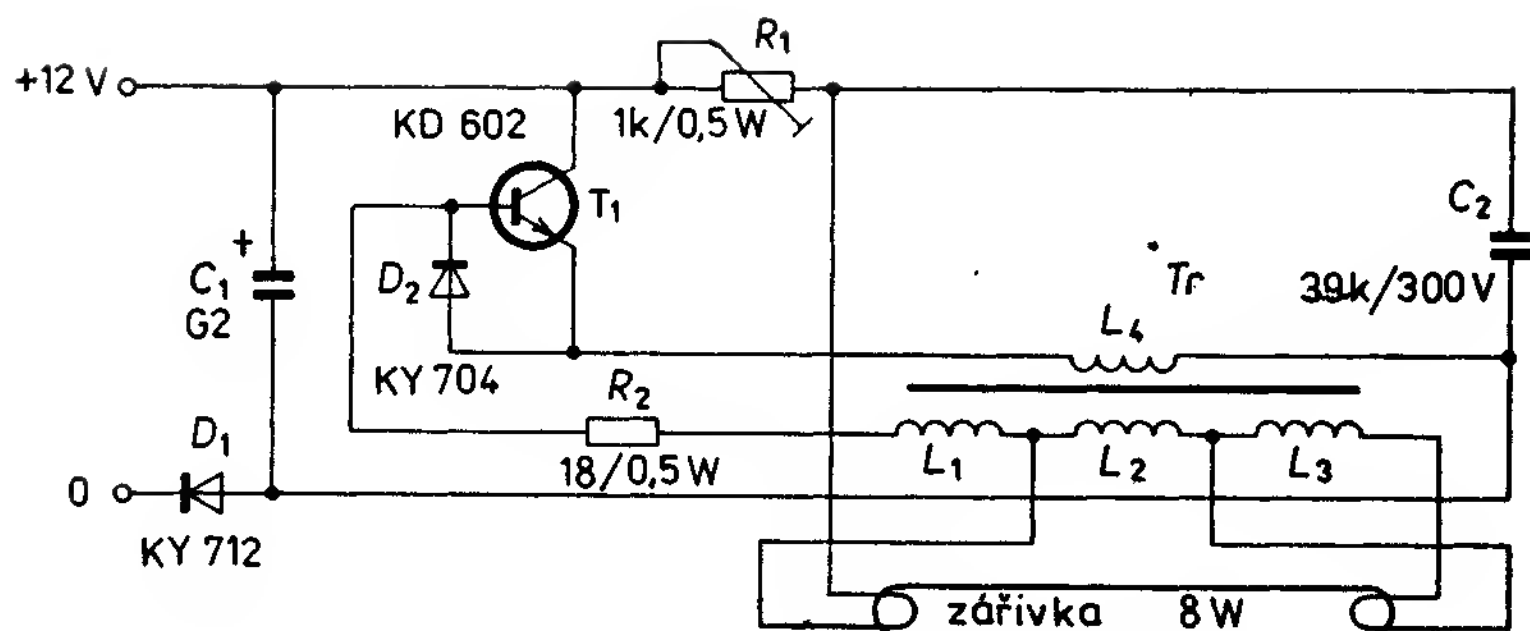 R1
+12 V
1k/0,5 W
KD 602
T1
C2
39k/300 V
+
C1
G2
D2
Tr
L4
KY 704
R2
18/0,5 W
L1
L2
L3
D1
0
KY 712
zářivka 8 W